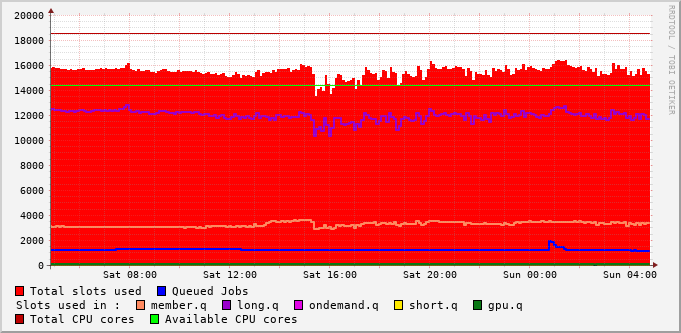 RRDTOOL / TOBI OETIKER
20000
18000
16000
14000
12000
10000
8000
6000
4000
2000
0
Sat 08:00 Sat 12:00 Sat 16:00 Sat 20:00 Sun 00:00 Sun 04:00
Total slots used Queued Jobs
Slots used in : member.q long.q ondemand.q short.q gpu.q
Total CPU cores Available CPU cores